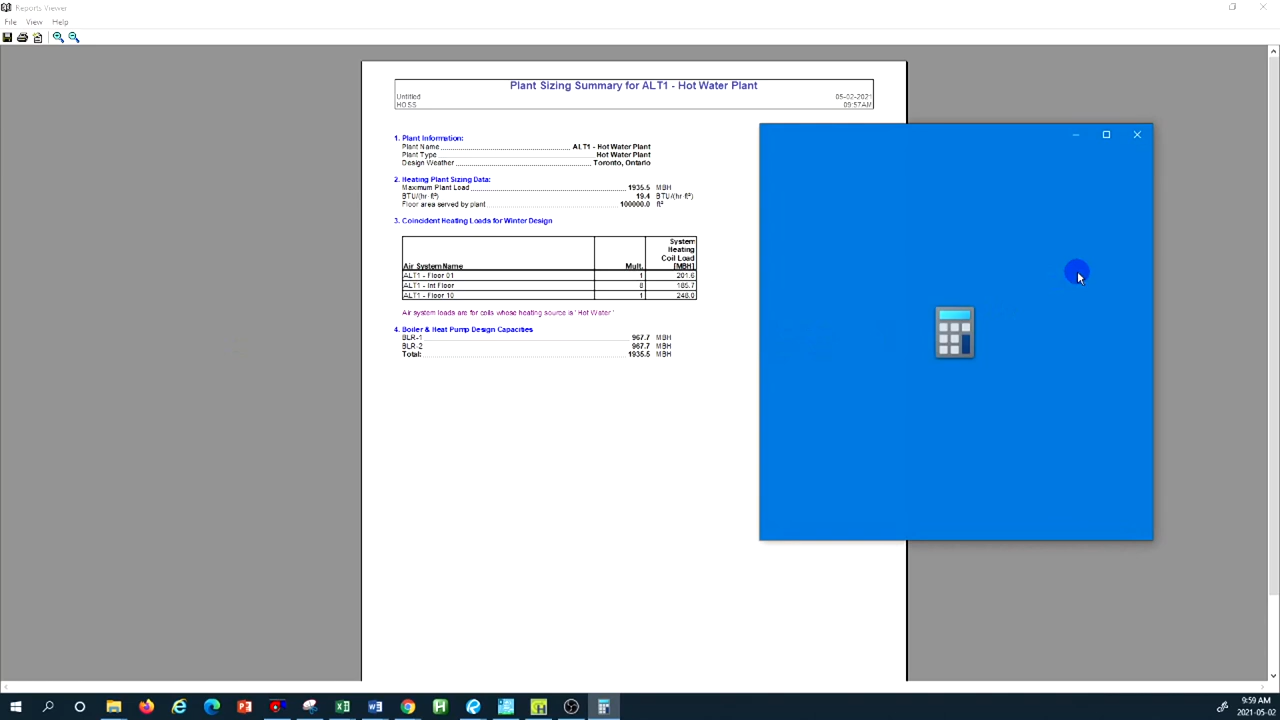 Reports Viewer
File View Help
Plant Sizing Summary for ALT1 - Hot Water Plant
Untitled 05-02-2021
HOSS 09:57AM
1. Plant Information:
Plant Name ALT1 - Hot Water Plant
Plant Type Hot Water Plant
Design Weather Toronto, Ontario
2. Heating Plant Sizing Data:
Maximum Plant Load 1935.5 MBH
BTU/(hr·ft²) 19.4 BTU/(hr·ft²)
Floor area served by plant 100000.0 ft²
3. Coincident Heating Loads for Winter Design
System
Heating
Coil Load
Air System Name Mult. [MBH]
ALT1 - Floor 01 1 201.6
ALT1 - Int Floor 8 185.7
ALT1 - Floor 10 1 248.0
Air system loads are for coils whose heating source is ' Hot Water '
4. Boiler & Heat Pump Design Capacities
BLR-1 967.7 MBH
BLR-2 967.7 MBH
Total: 1935.5 MBH
9:59 AM
2021-05-02